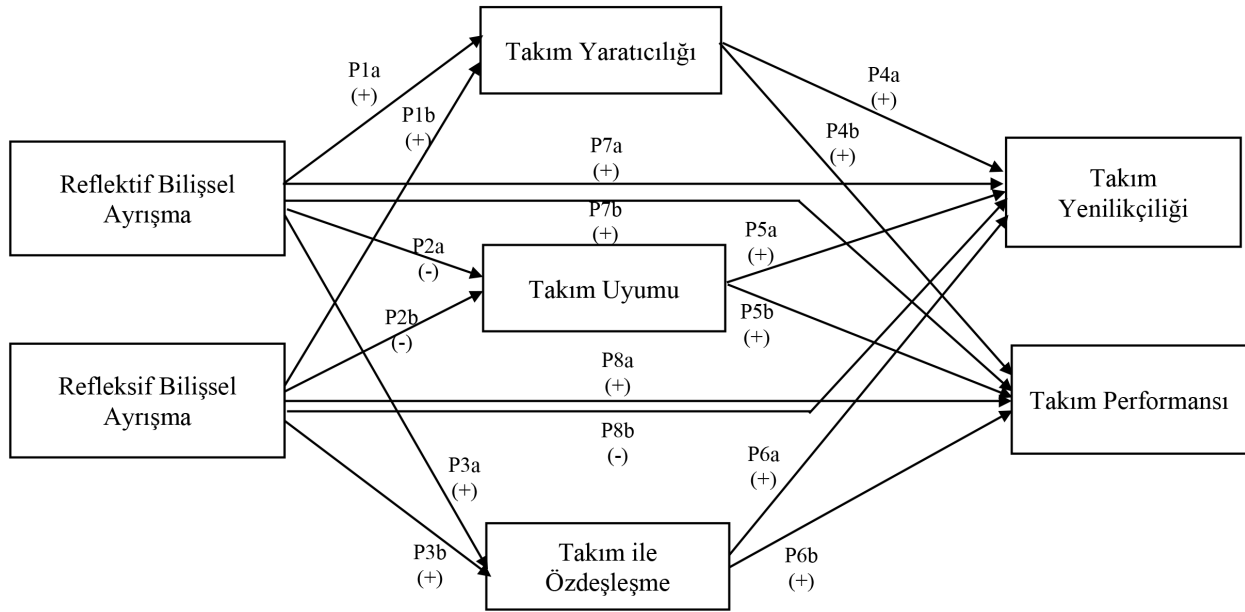 Takım Yaratıcılığı
P1a
(+)
P4a
(+)
P1b
(+)
P4b
(+)
P7a
(+)
Reflektif Bilişsel
Ayrışma
Takım
Yenilikçiliği
P7b
(+)
P2a
(-)
P5a
(+)
Takım Uyumu
P2b
(-)
P5b
(+)
Refleksif Bilişsel
Ayrışma
P8a
(+)
Takım Performansı
P8b
(-)
P3a
(+)
P6a
(+)
P3b
(+)
Takım ile
Özdeşleşme
P6b
(+)